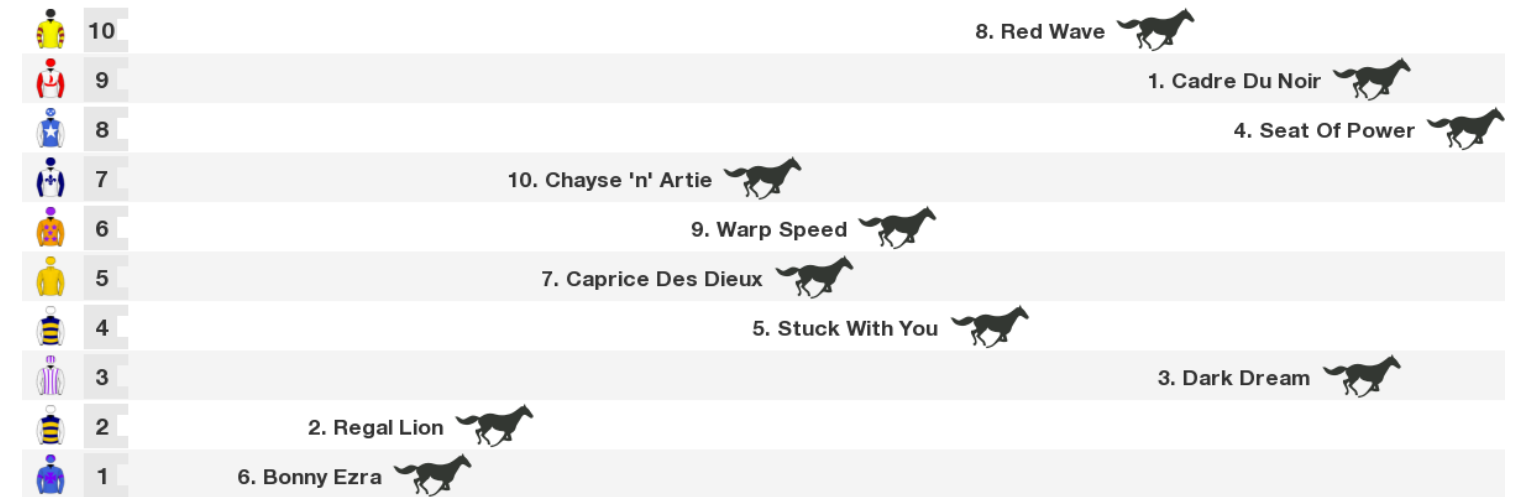 10 8. Red Wave
9 1. Cadre Du Noir
8 4. Seat Of Power
7 10. Chayse 'n' Artie
6 9. Warp Speed
5 7. Caprice Des Dieux
4 5. Stuck With You
3 3. Dark Dream
2 2. Regal Lion
1 6. Bonny Ezra